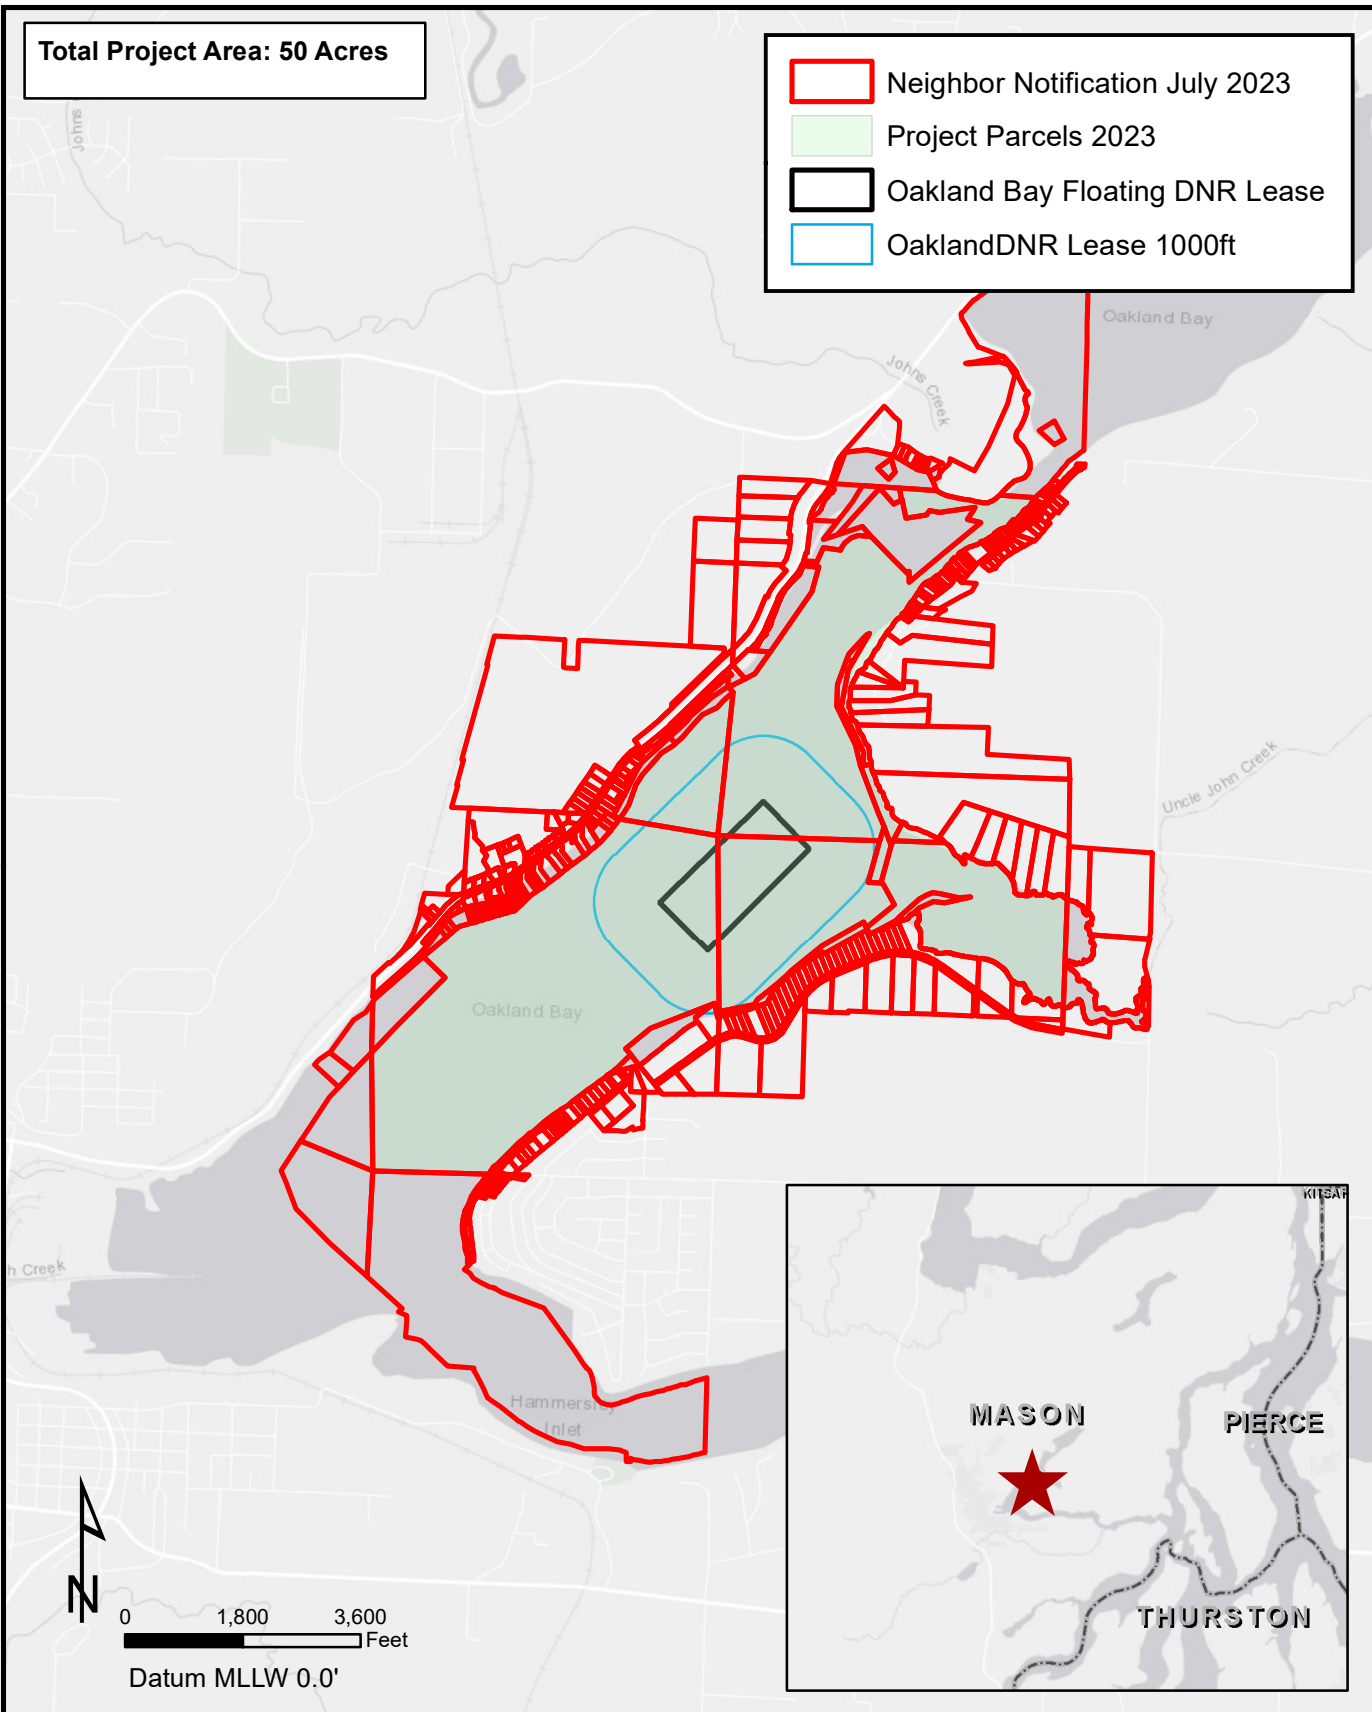 Total Project Area: 50 Acres
Neighbor Notification July 2023
Project Parcels 2023
Oakland Bay Floating DNR Lease
OaklandDNR Lease 1000ft
Johns
Oakland Bay
Johns Creek
Uncle John Creek
Oakland Bay
h Creek
Hammersley
Inlet
KITSAP
MASON
PIERCE
THURSTON
N
0 1,800 3,600
Feet
Datum MLLW 0.0'